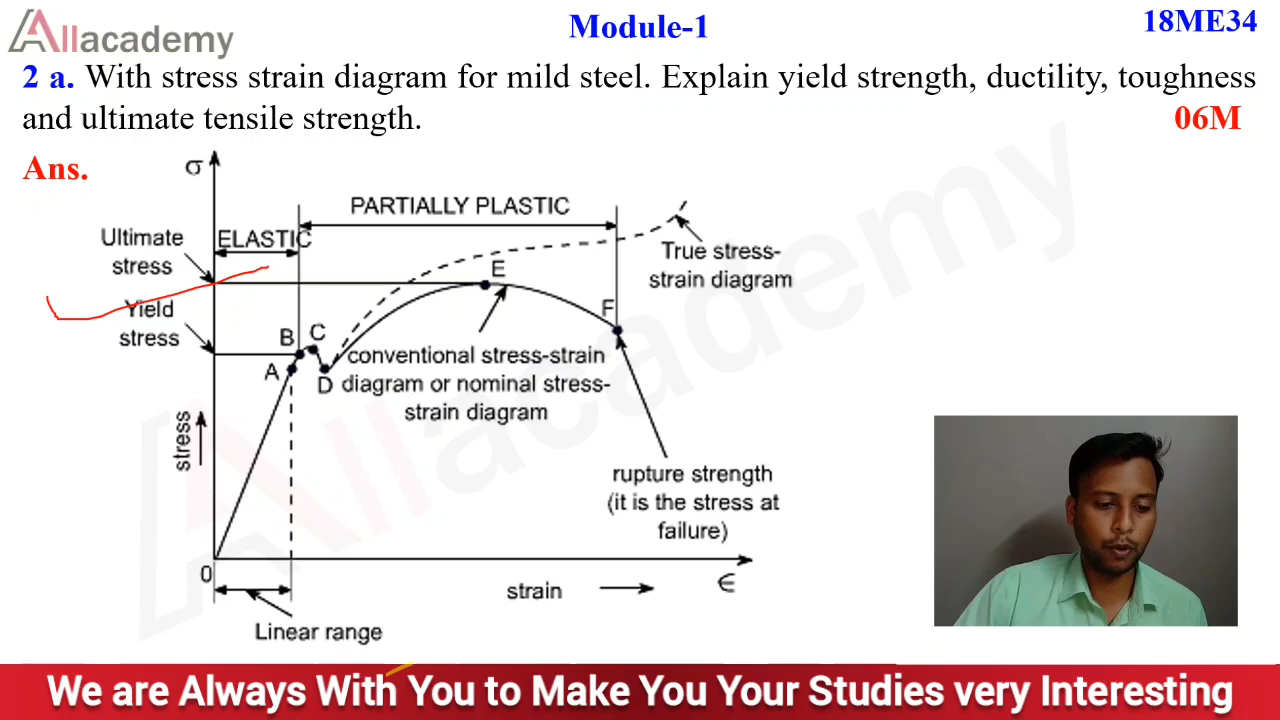 Allacademy
Module-1
18ME34
2 a. With stress strain diagram for mild steel. Explain yield strength, ductility, toughness
and ultimate tensile strength. 06M
Ans.
σ
PARTIALLY PLASTIC
ELASTIC
Ultimate
stress
Yield
stress
True stress-
strain diagram
E
F
B
C
A
D
conventional stress-strain
diagram or nominal stress-
strain diagram
stress
rupture strength
(it is the stress at
failure)
0
strain
ϵ
Linear range
Allacademy
We are Always With You to Make You Your Studies very Interesting